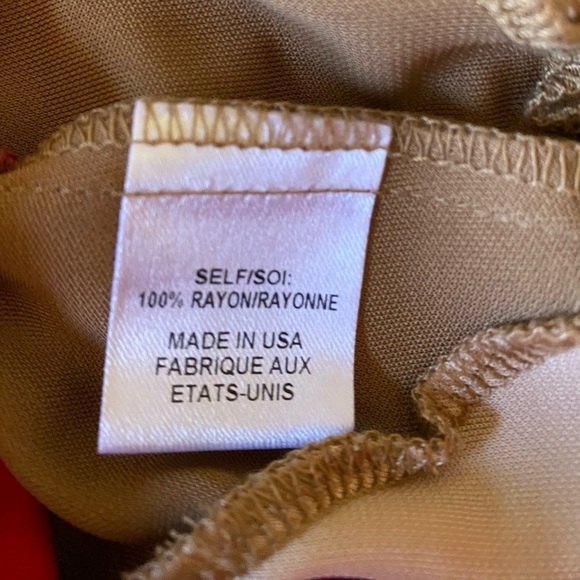 SELF/SOI:
100% RAYON/RAYONNE
MADE IN USA
FABRIQUE AUX
ETATS-UNIS